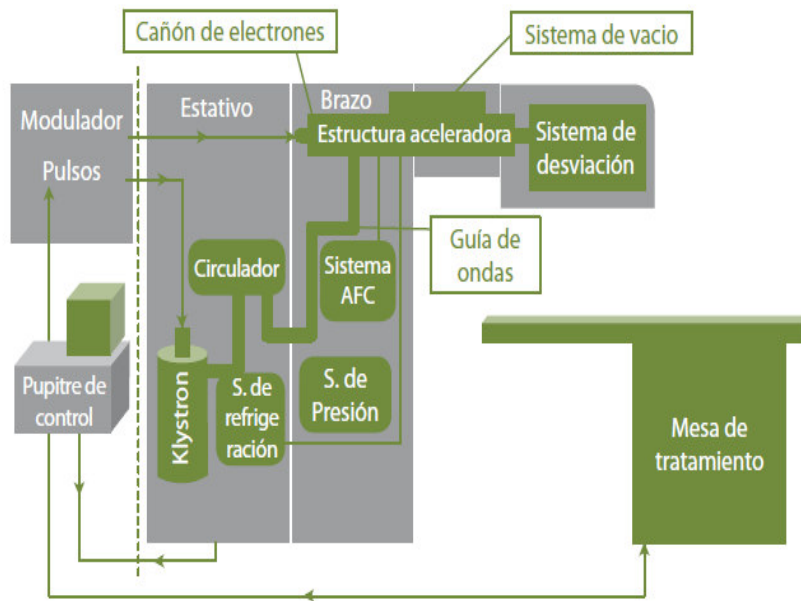 Cañón de electrones
Sistema de vacio
Modulador
Pulsos
Estativo
Brazo
Estructura aceleradora
Sistema de
desviación
Guía de
ondas
Circulador
Sistema
AFC
Pupitre de
control
Klystron
S. de
refrige
ración
S. de
Presión
Mesa de
tratamiento